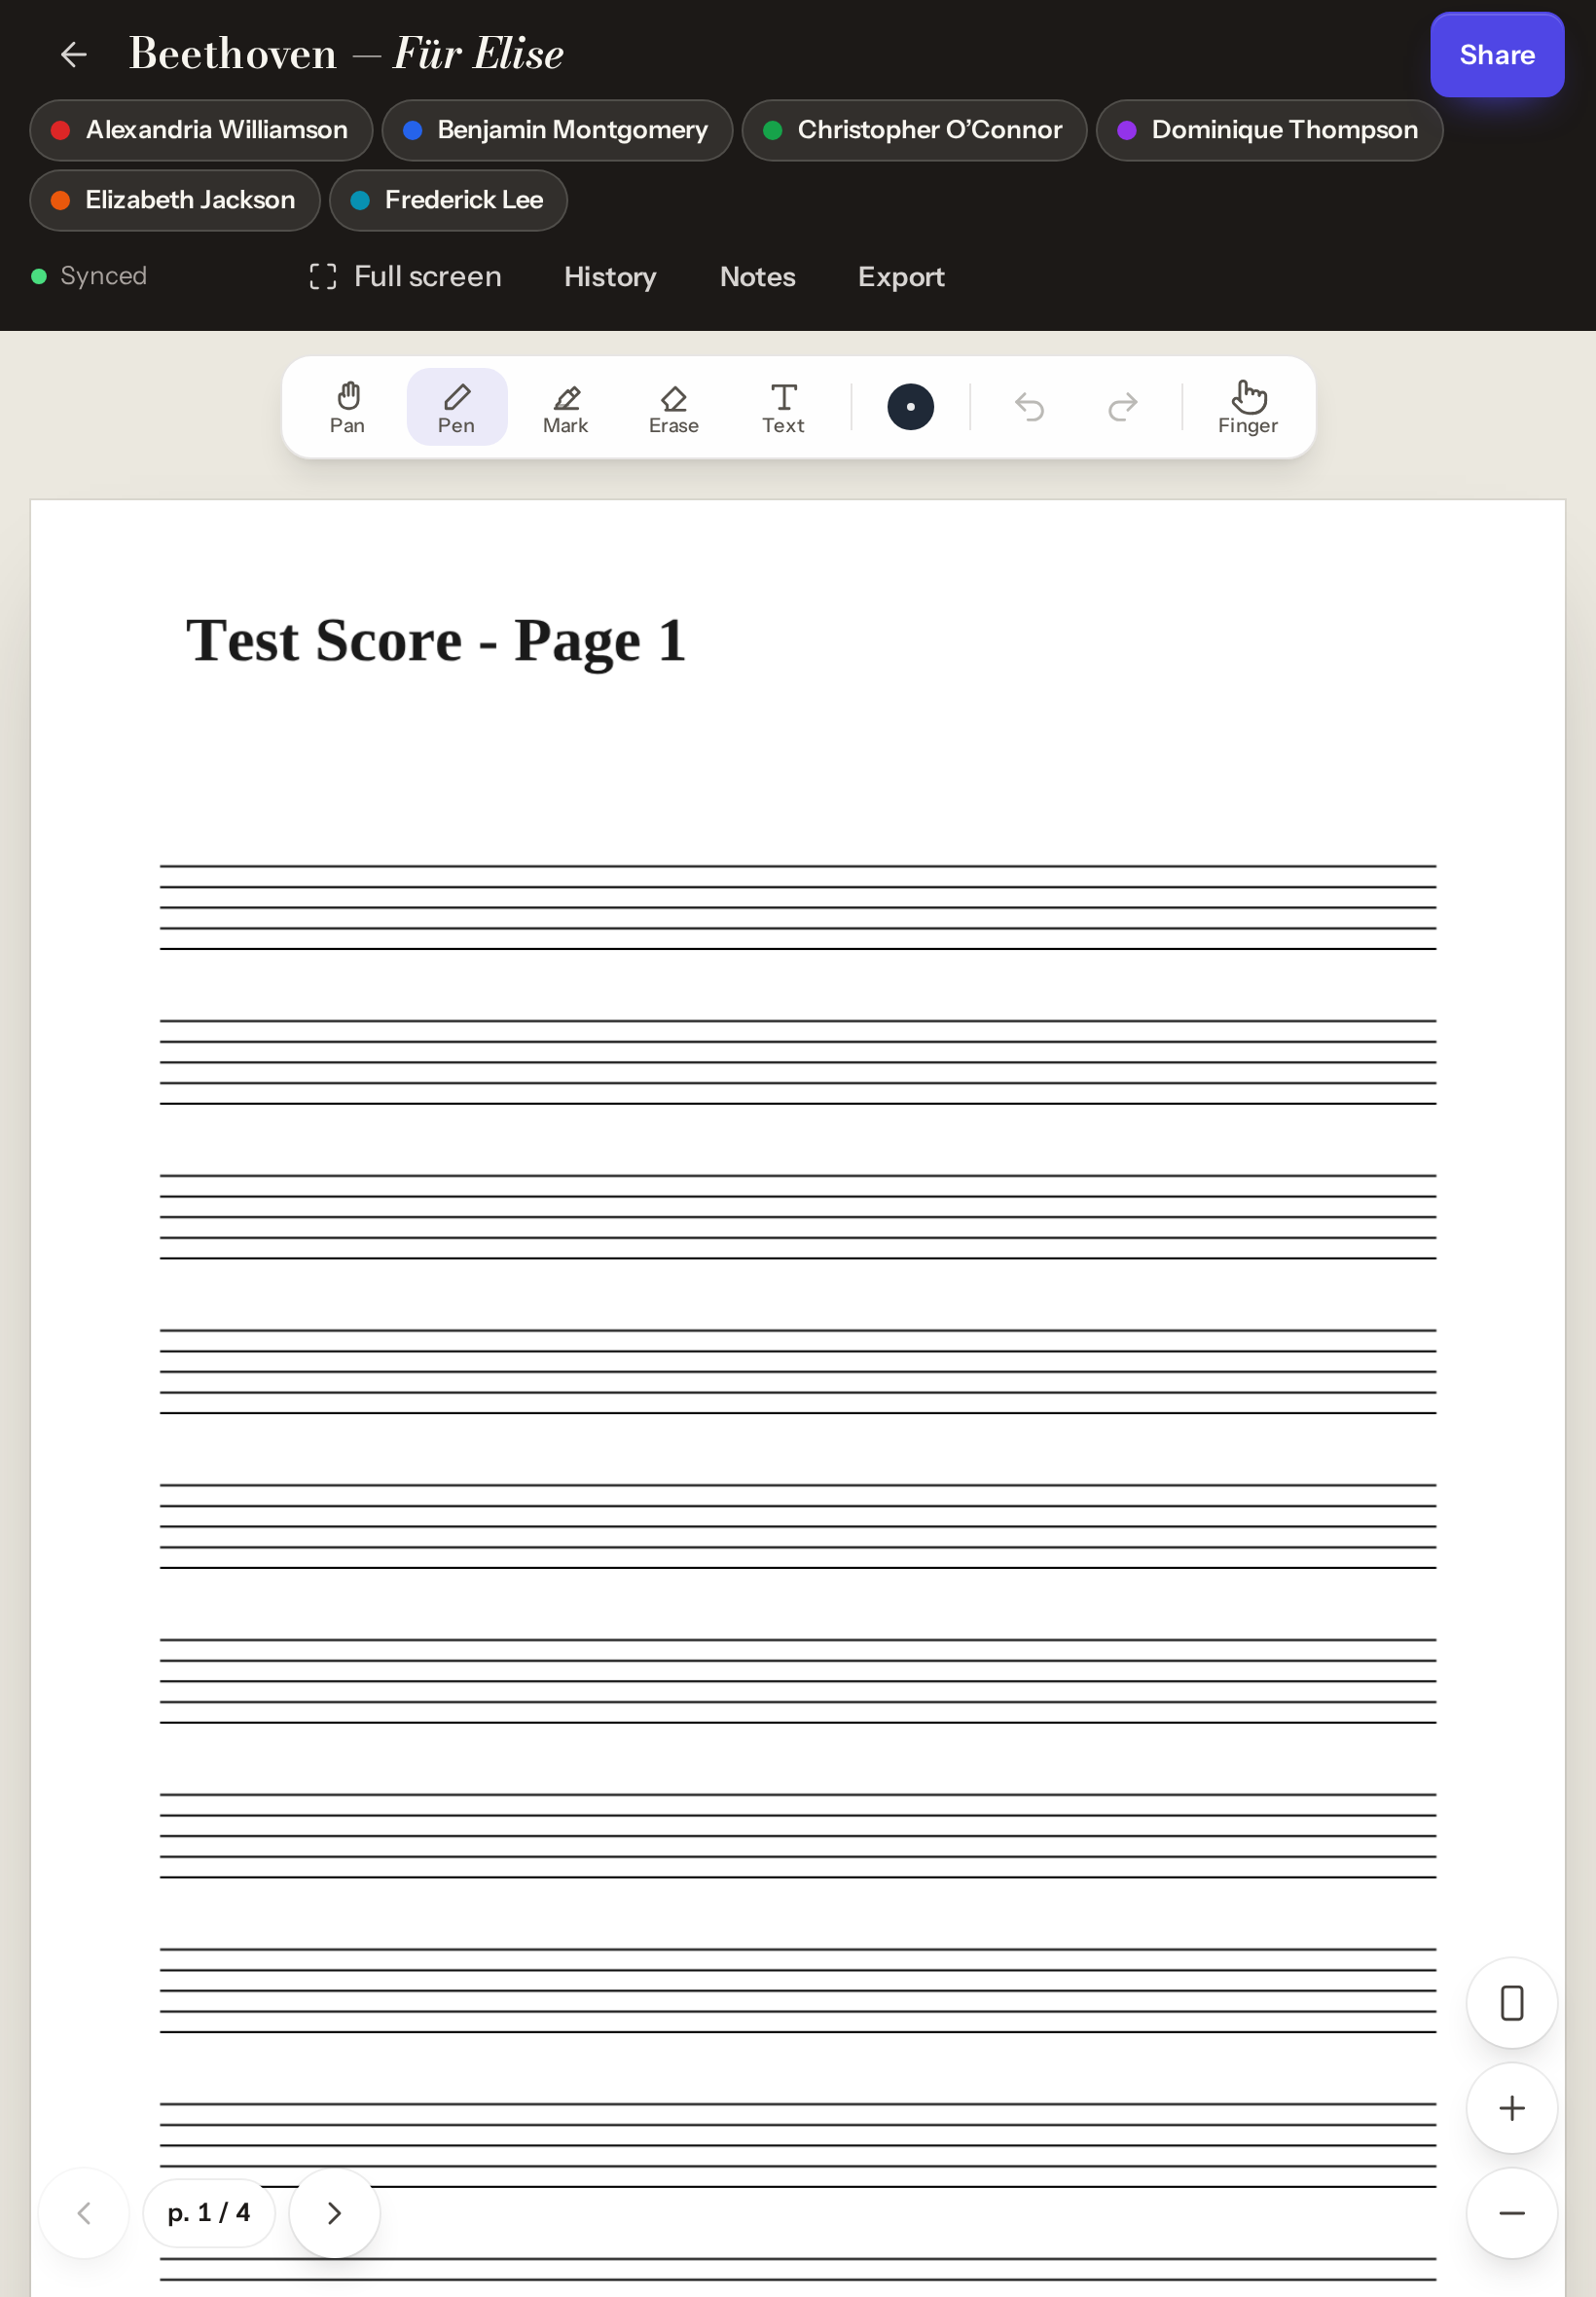 Beethoven — Für Elise
Share
Alexandria Williamson Benjamin Montgomery Christopher O’Connor Dominique Thompson
Elizabeth Jackson Frederick Lee
Synced Full screen History Notes Export
Pan Pen Mark Erase Text Finger
Test Score - Page 1
p. 1 / 4